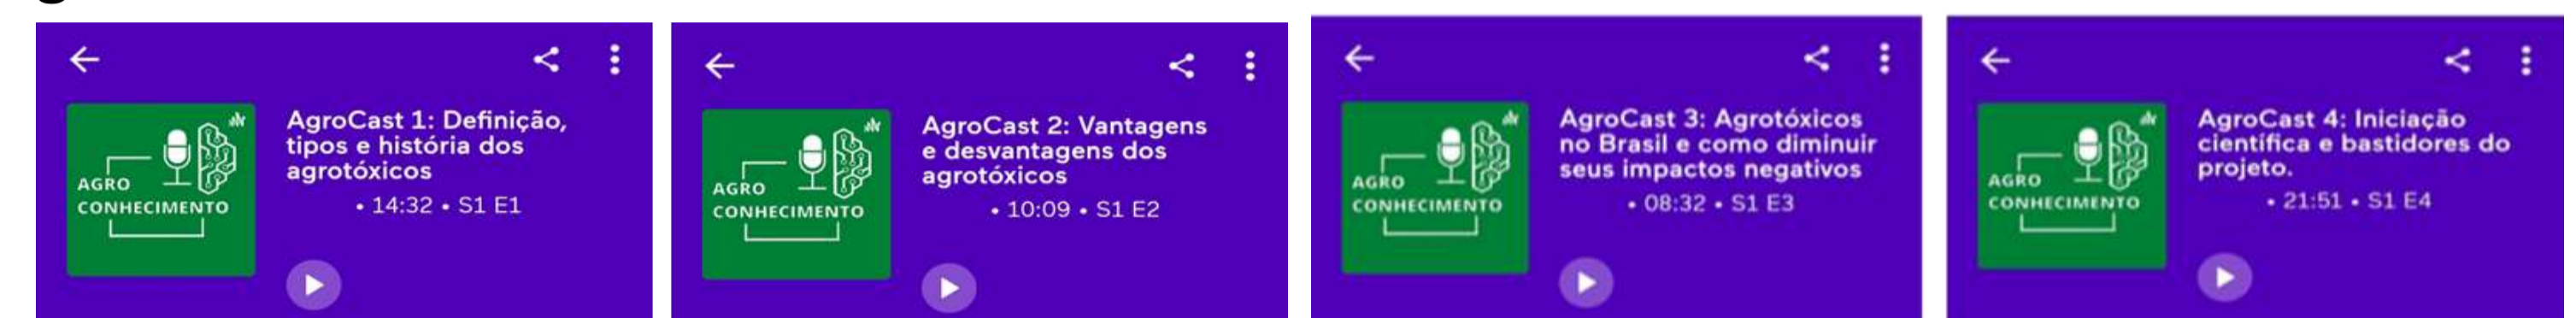 AgroCast 1: Definição,
tipos e história dos
agrotóxicos
• 14:32 • S1 E1
AGRO
CONHECIMENTO
AgroCast 2: Vantagens
e desvantagens dos
agrotóxicos
• 10:09 • S1 E2
AGRO
CONHECIMENTO
AgroCast 3: Agrotóxicos
no Brasil e como diminuir
seus impactos negativos
• 08:32 • S1 E3
AGRO
CONHECIMENTO
AgroCast 4: Iniciação
científica e bastidores do
projeto.
• 21:51 • S1 E4
AGRO
CONHECIMENTO